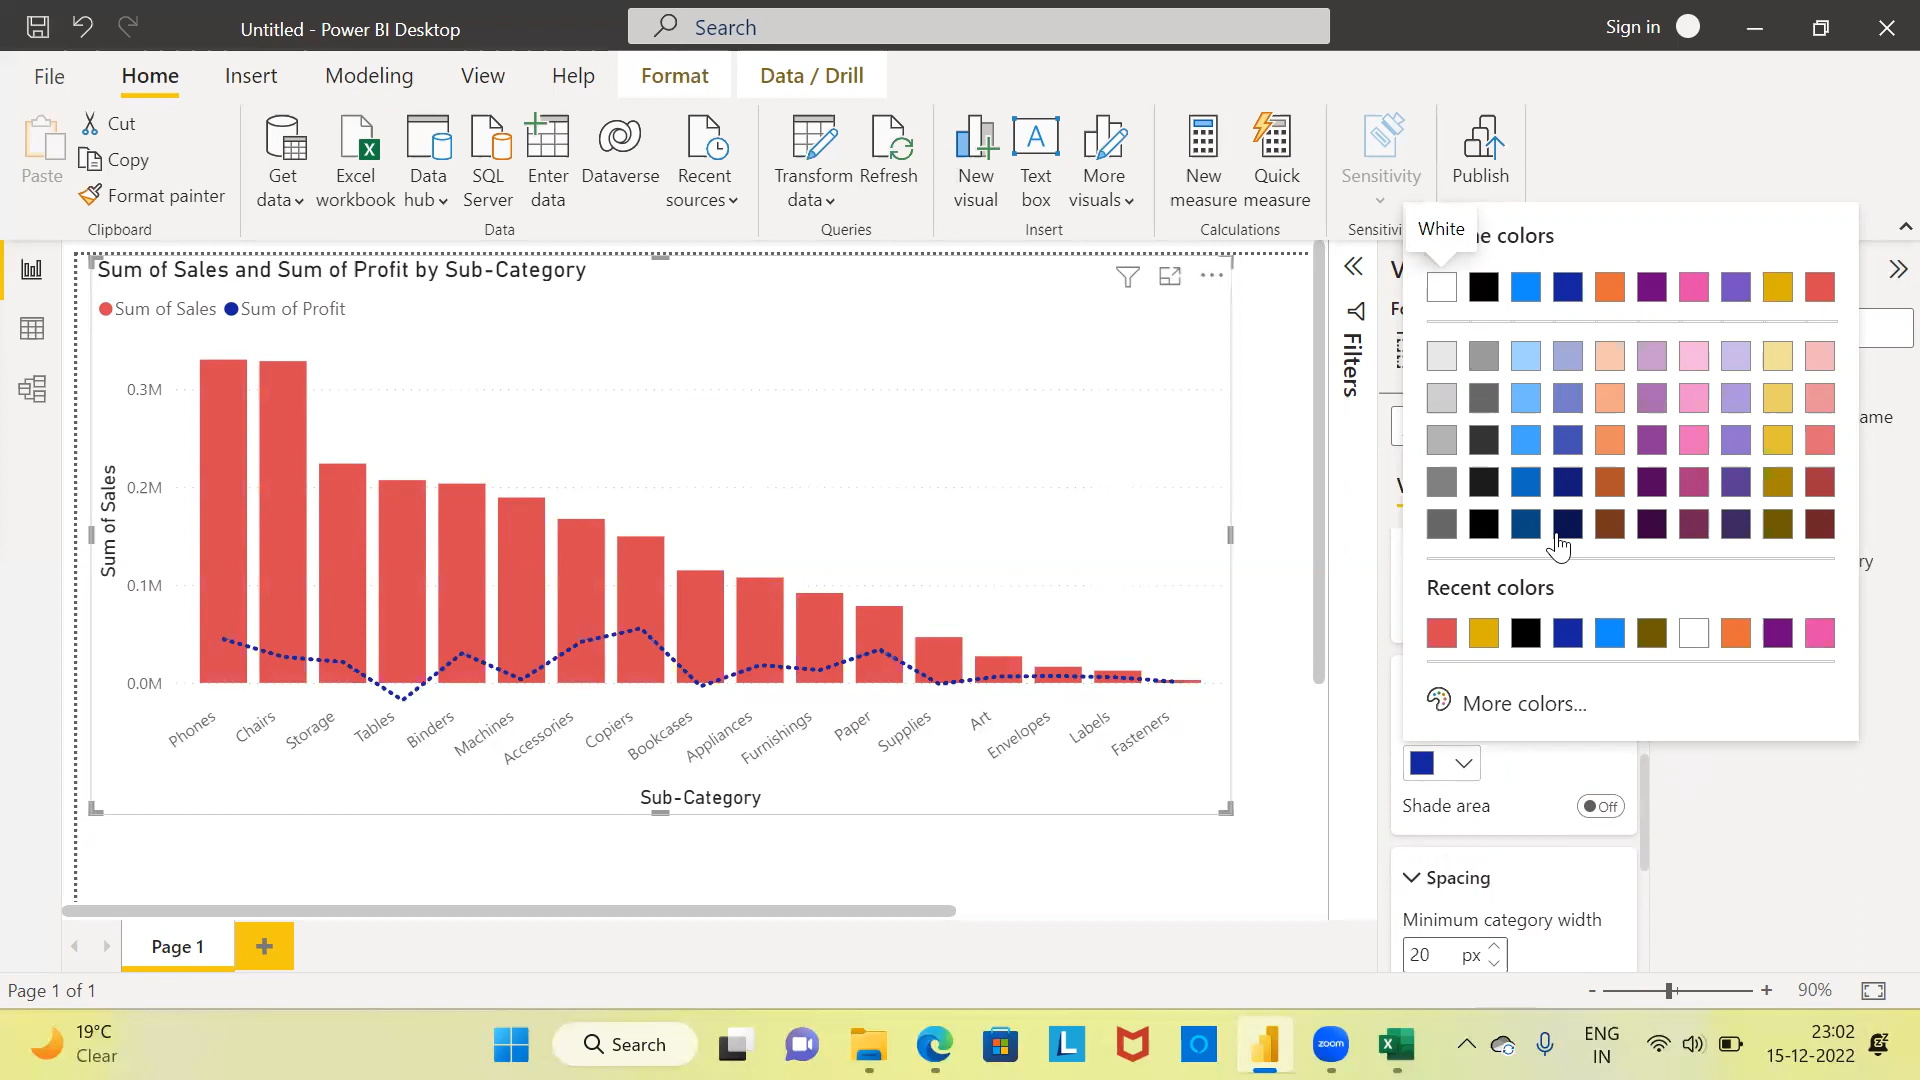 Untitled - Power BI Desktop
Search
Sign in
File
Home
Insert
Modeling
View
Help
Format
Data / Drill
Paste
Cut
Copy
Format painter
Clipboard
Get data
Excel workbook
Data hub
SQL Server
Enter data
Dataverse
Recent sources
Data
Transform data
Refresh
Queries
New visual
Text box
More visuals
Insert
New measure
Quick measure
Calculations
Sensitivity
Publish
White
colors
Sum of Sales and Sum of Profit by Sub-Category
Sum of Sales
Sum of Profit
0.3M
0.2M
0.1M
0.0M
Sum of Sales
Phones
Chairs
Storage
Tables
Binders
Machines
Accessories
Copiers
Bookcases
Appliances
Furnishings
Paper
Supplies
Art
Envelopes
Labels
Fasteners
Sub-Category
Filters
Recent colors
More colors...
Shade area
Off
Spacing
Minimum category width
20 px
Page 1
Page 1 of 1
- + 90%
19°C
Clear
Search
L
zoom
ENG
IN
23:02
15-12-2022